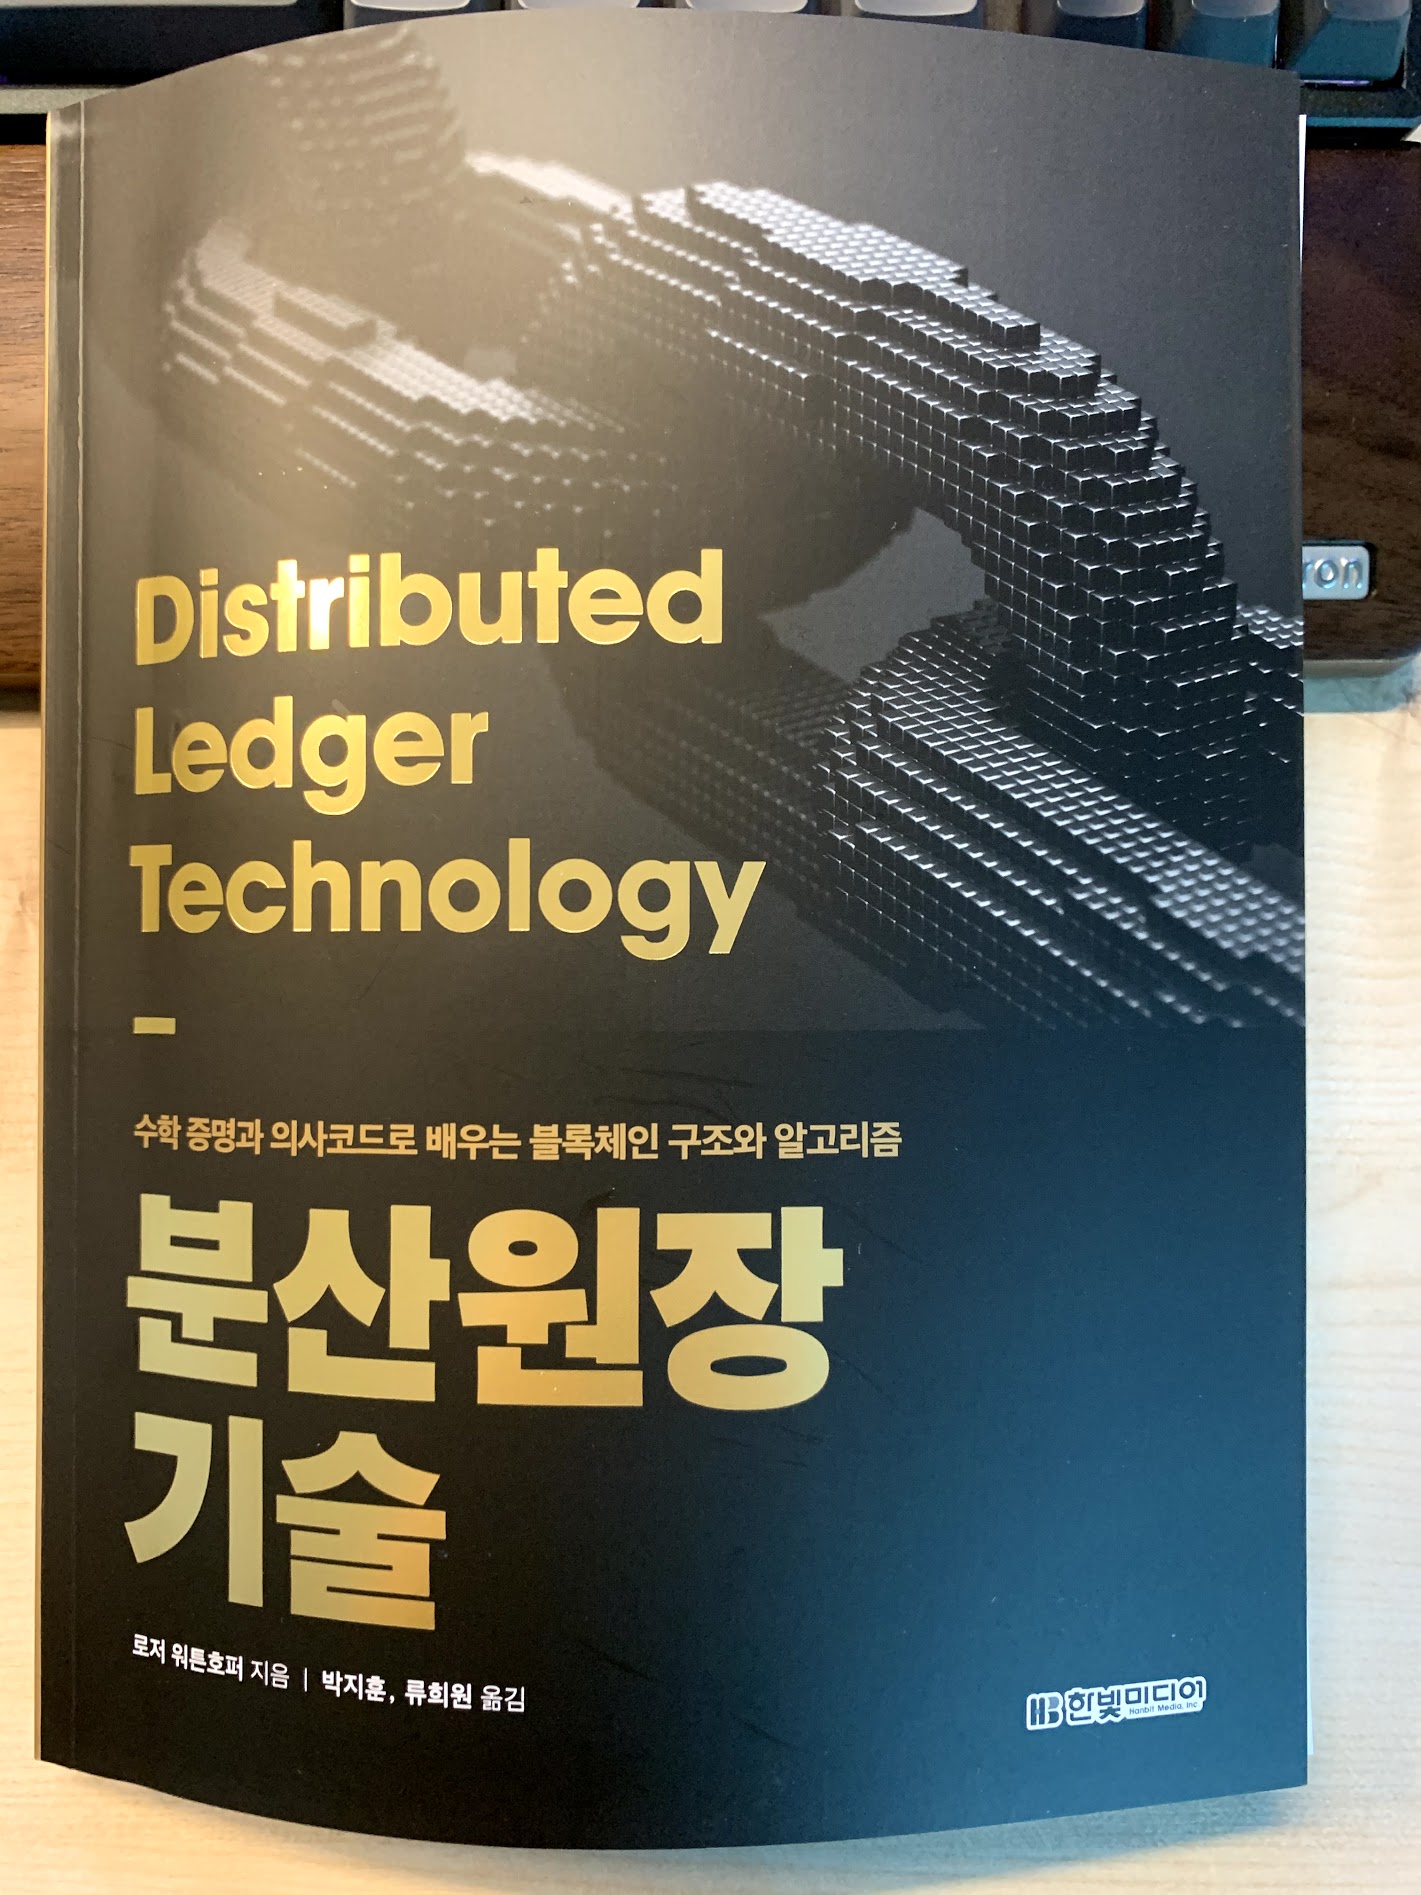 Distributed
Ledger
Technology
수학 증명과 의사코드로 배우는 블록체인 구조와 알고리즘
분산원장
기술
로저 워튼호퍼 지음 | 박지훈, 류희원 옮김
HB 한빛미디어
Hanbit Media, Inc.